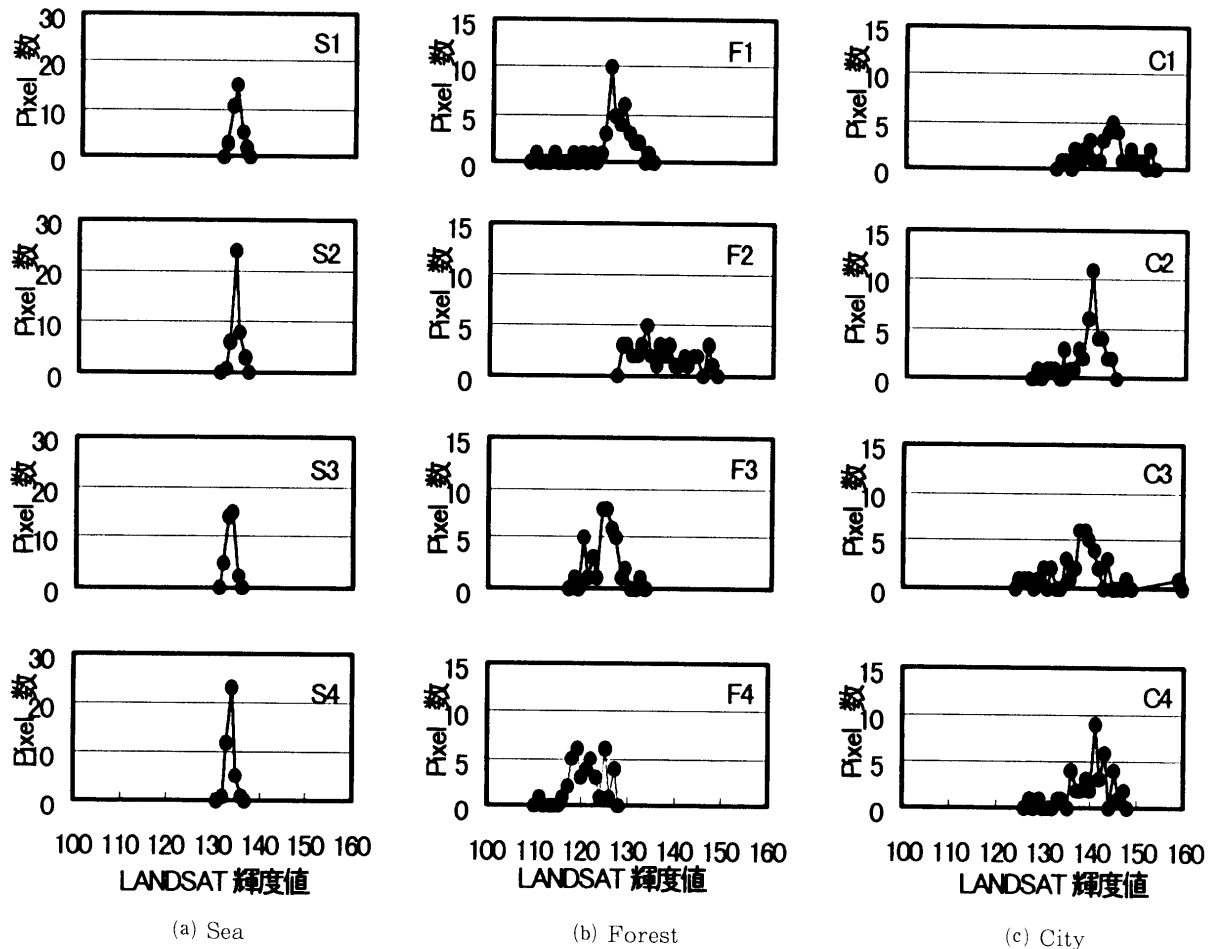 30
20
10
0
Pixel_数
S1
15
10
5
0
Pixel_数
F1
15
10
5
0
Pixel_数
C1
30
20
10
0
Pixel_数
S2
15
10
5
0
Pixel_数
F2
15
10
5
0
Pixel_数
C2
30
20
10
0
Pixel_数
S3
15
10
5
0
Pixel_数
F3
15
10
5
0
Pixel_数
C3
30
20
10
0
Pixel_数
S4
15
10
5
0
Pixel_数
F4
15
10
5
0
Pixel_数
C4
100 110 120 130 140 150 160
100 110 120 130 140 150 160
100 110 120 130 140 150 160
LANDSAT 輝度値
LANDSAT 輝度値
LANDSAT 輝度値
(a) Sea
(b) Forest
(c) City